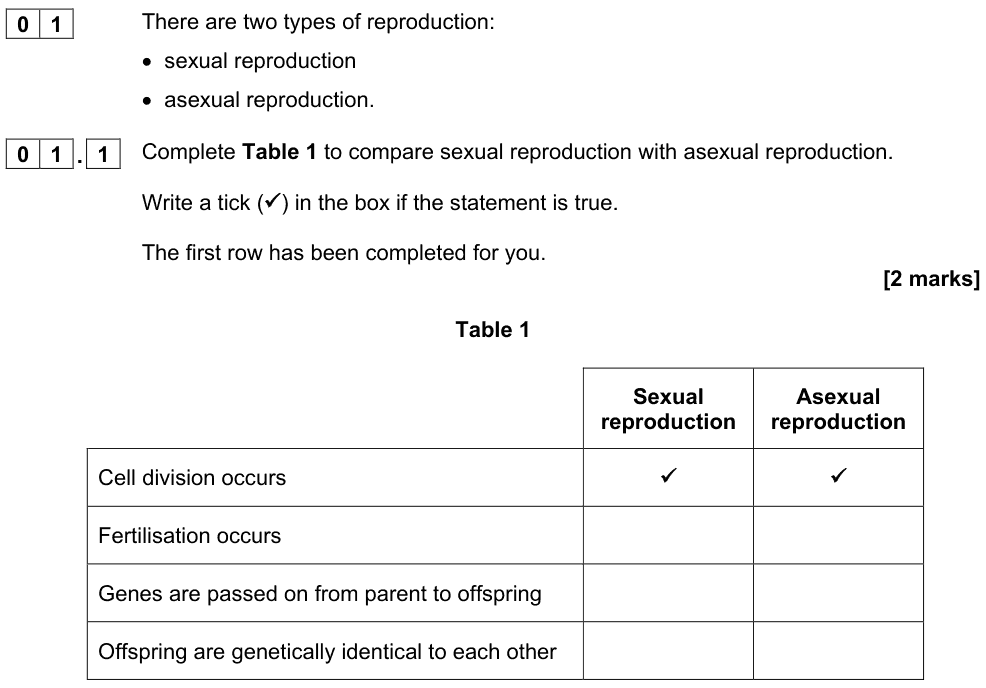 0 1 There are two types of reproduction:
• sexual reproduction
• asexual reproduction.
0 1 . 1 Complete Table 1 to compare sexual reproduction with asexual reproduction.
Write a tick (✓) in the box if the statement is true.
The first row has been completed for you.
[2 marks]
Table 1
Sexual reproduction Asexual reproduction
Cell division occurs ✓ ✓
Fertilisation occurs
Genes are passed on from parent to offspring
Offspring are genetically identical to each other